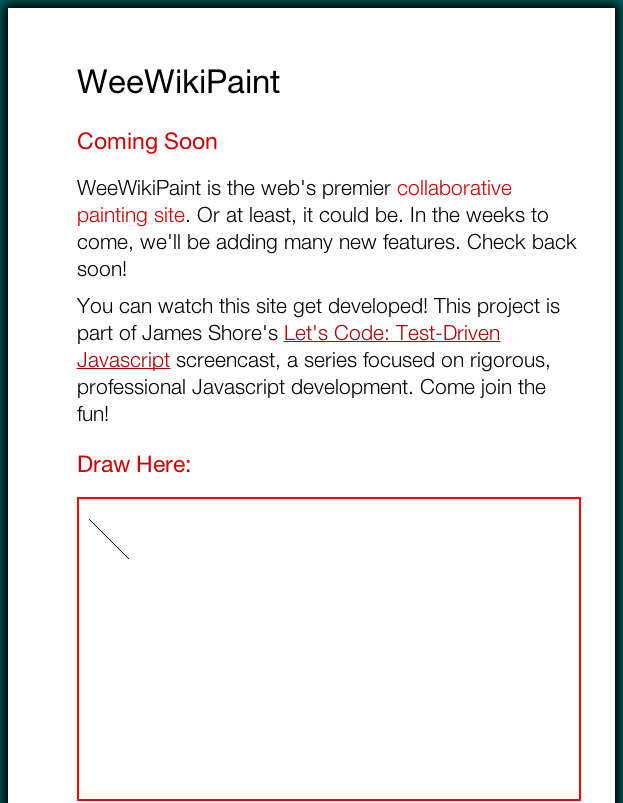 WeeWikiPaint
Coming Soon
WeeWikiPaint is the web's premier collaborative
painting site. Or at least, it could be. In the weeks to
come, we'll be adding many new features. Check back
soon!
You can watch this site get developed! This project is
part of James Shore's Let's Code: Test-Driven
Javascript screencast, a series focused on rigorous,
professional Javascript development. Come join the
fun!
Draw Here: